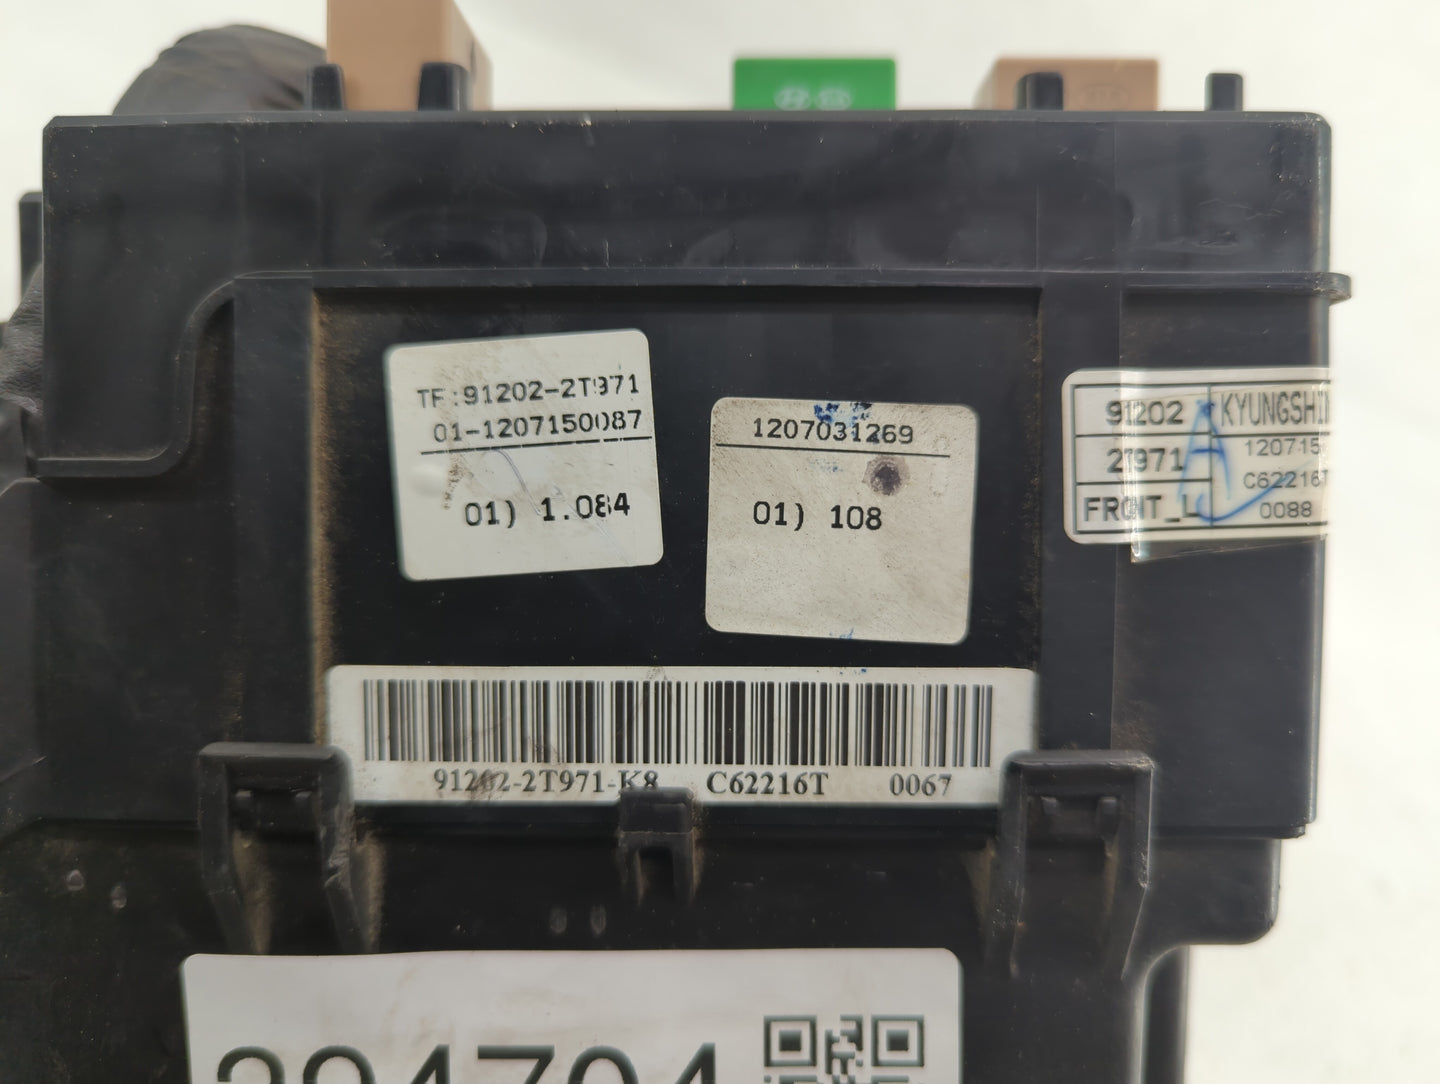 TF:91202-2T971
01-1207150087
01) 1.084
1207031269
01) 108
91202
2T971
FRONT_
KYUNGSHIN
120715
C62216T
0088
91202-2T971-K8 C62216T 0067